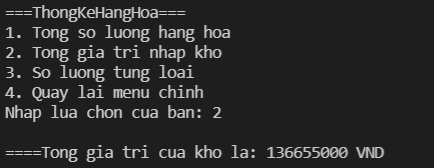 ===ThongKeHangHoa===
1. Tong so luong hang hoa
2. Tong gia tri nhap kho
3. So luong tung loai
4. Quay lai menu chinh
Nhap lua chon cua ban: 2
====Tong gia tri cua kho la: 136655000 VND